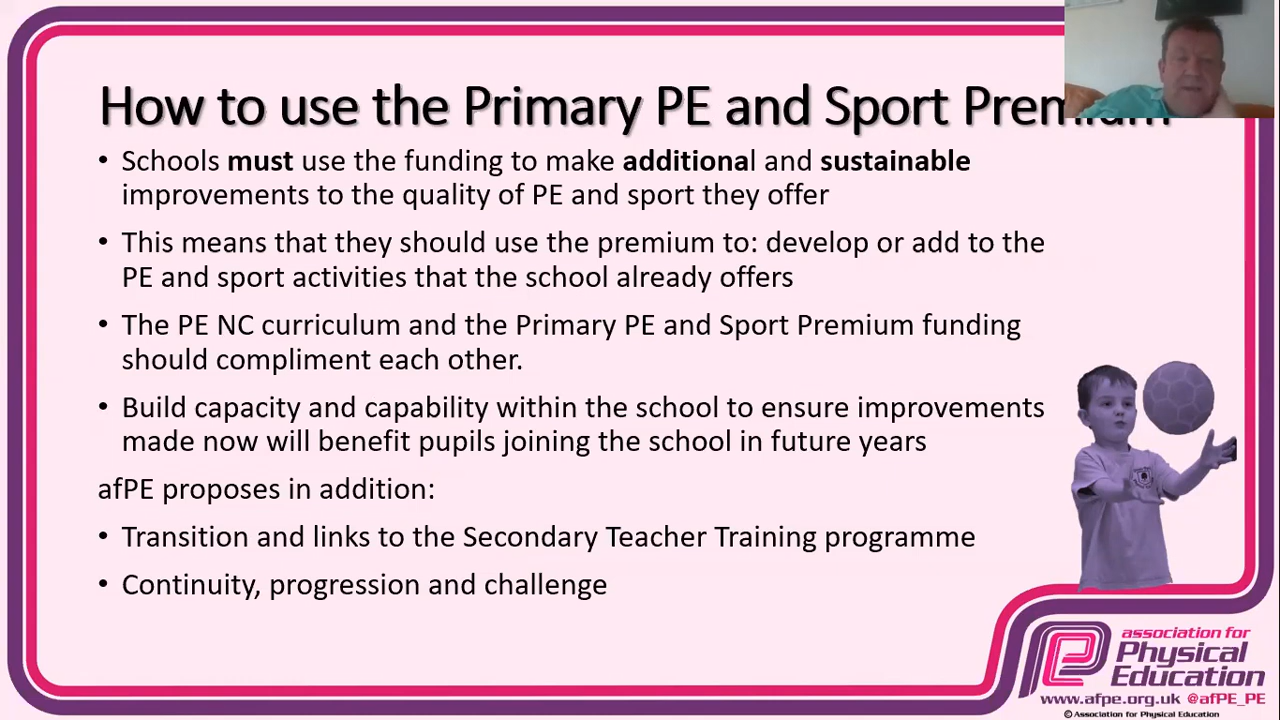 How to use the Primary PE and Sport Premium
• Schools must use the funding to make additional and sustainable
improvements to the quality of PE and sport they offer
• This means that they should use the premium to: develop or add to the
PE and sport activities that the school already offers
• The PE NC curriculum and the Primary PE and Sport Premium funding
should compliment each other.
• Build capacity and capability within the school to ensure improvements
made now will benefit pupils joining the school in future years
afPE proposes in addition:
• Transition and links to the Secondary Teacher Training programme
• Continuity, progression and challenge
association for
Physical
Education
www.afpe.org.uk @afPE_PE
© Association for Physical Education